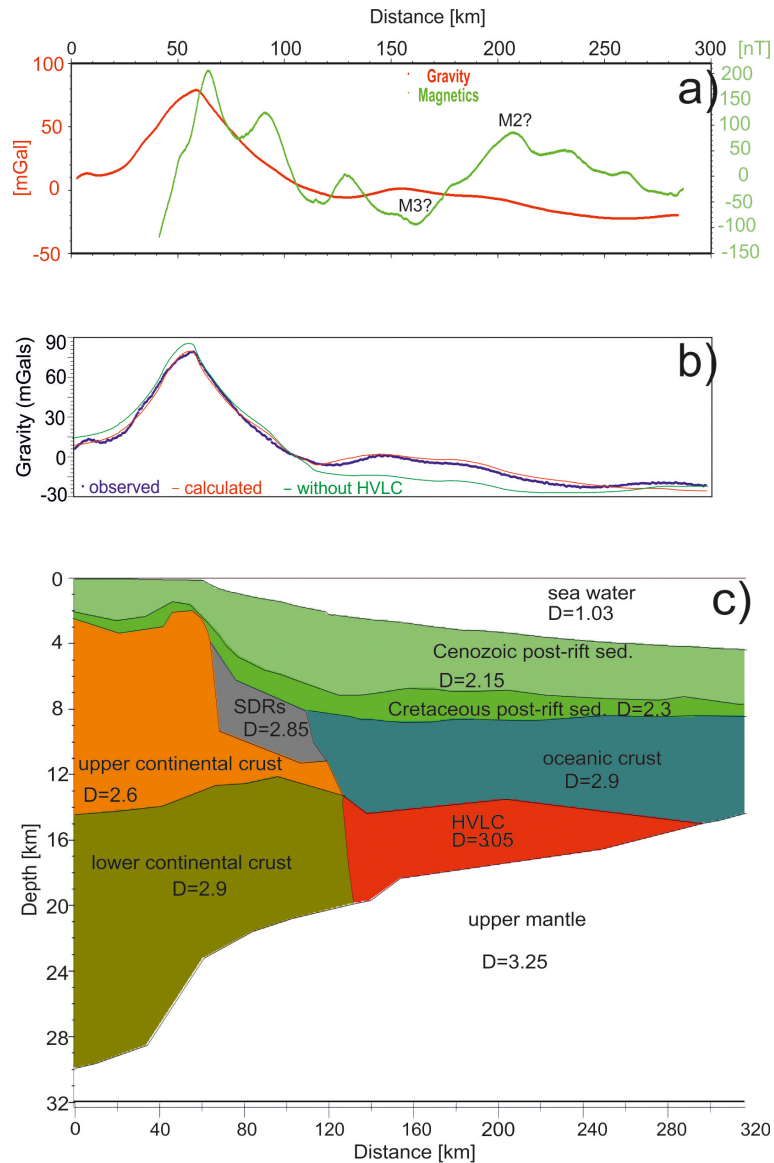 Distance [km]
0 50 100 150 200 250 300
[nT]
100 200
Gravity
Magnetics
a)
150
50 M2? 100
[mGal]
50
0 0
M3? -50
-100
-50 -150
90
b)
60
Gravity (mGals)
30
0
-30
observed calculated without HVLC
0
sea water
D=1.03
c)
4
Cenozoic post-rift sed.
D=2.15
8
SDRs
Cretaceous post-rift sed. D=2.3
D=2.85
upper continental crust
oceanic crust
12
D=2.6
D=2.9
HVLC
D=3.05
16
lower continental crust
D=2.9
Depth [km]
20
upper mantle
D=3.25
24
28
32
0 40 80 120 160 200 240 280 320
Distance [km]